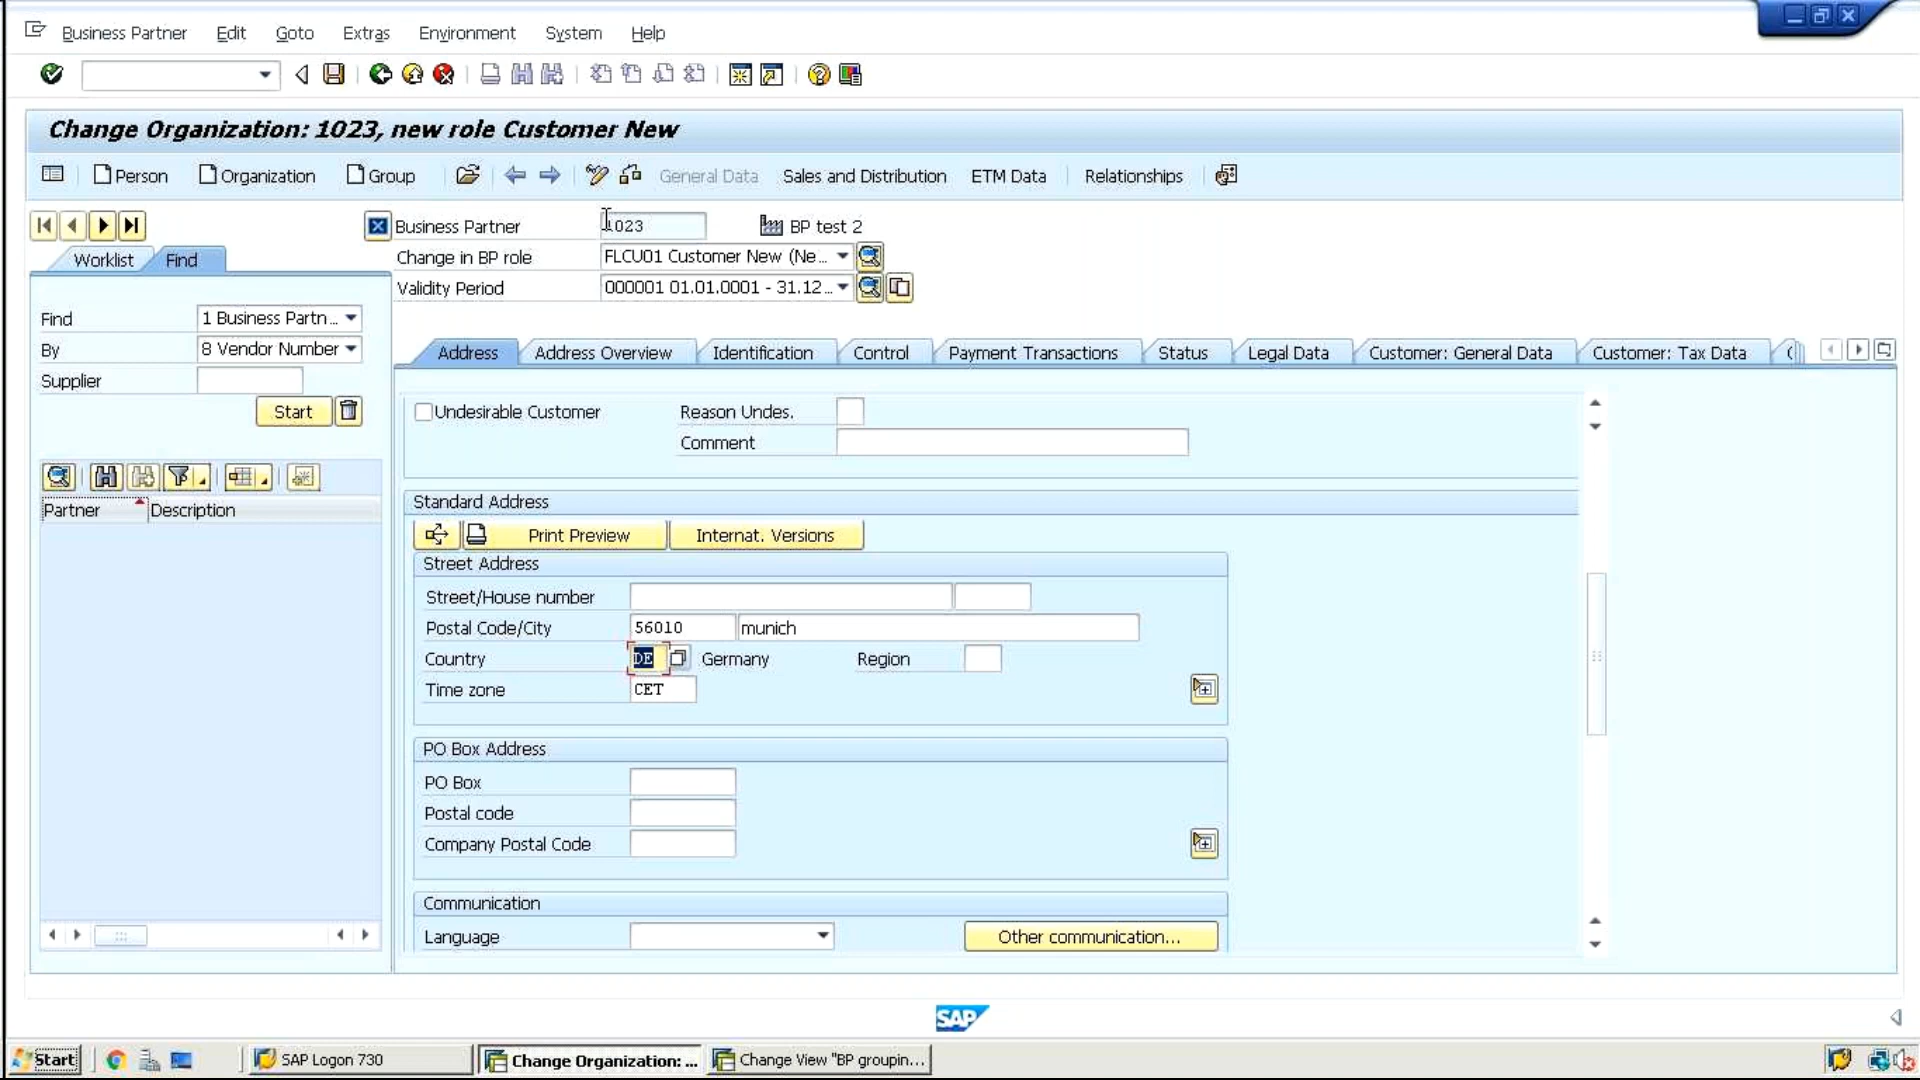 Business Partner Edit Goto Extras Environment System Help
Change Organization: 1023, new role Customer New
Person Organization Group General Data Sales and Distribution ETM Data Relationships
Business Partner 1023 BP test 2
Worklist Find
Change in BP role FLCU01 Customer New (Ne...
Validity Period 000001 01.01.0001 - 31.12...
Find 1 Business Partn...
By 8 Vendor Number
Supplier
Start
Address Address Overview Identification Control Payment Transactions Status Legal Data Customer: General Data Customer: Tax Data
Undesirable Customer Reason Undes.
Comment
Partner Description
Standard Address
Print Preview Internat. Versions
Street Address
Street/House number
Postal Code/City 56010 munich
Country DE Germany Region
Time zone CET
PO Box Address
PO Box
Postal code
Company Postal Code
Communication
Language Other communication...
SAP
Start SAP Logon 730 Change Organization: ... Change View "BP groupin...